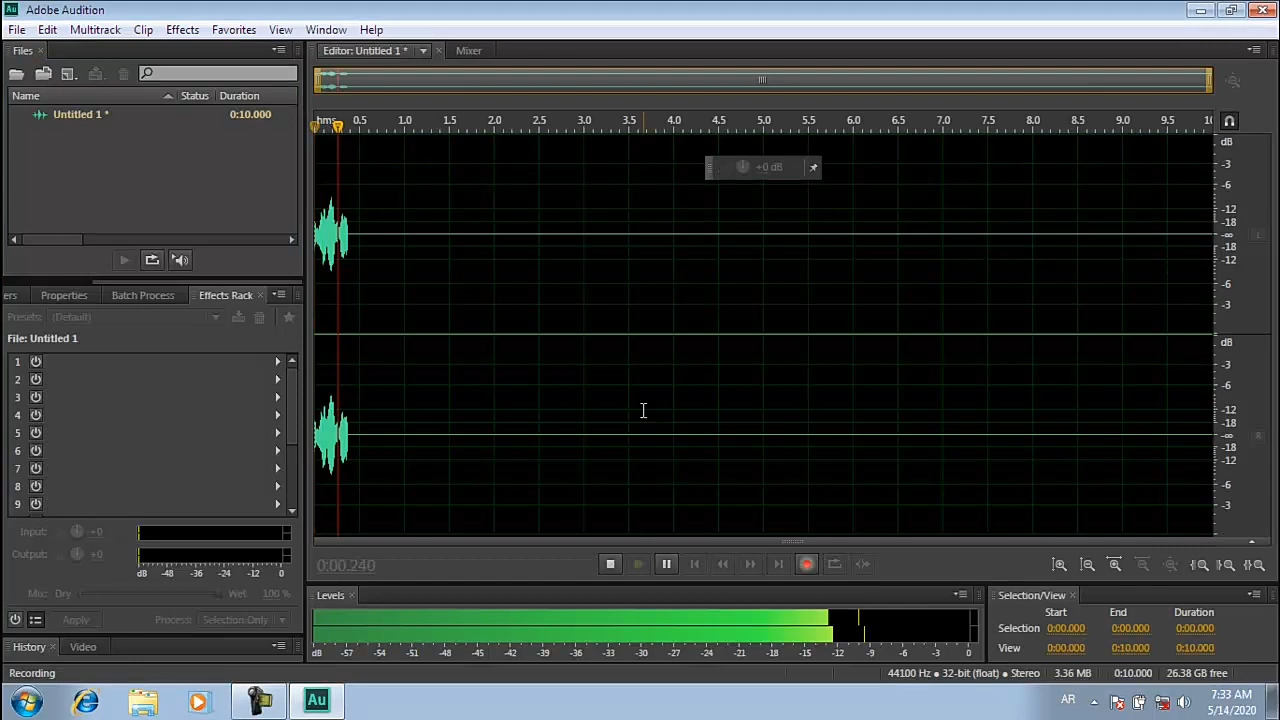 Adobe Audition
File Edit Multitrack Clip Effects Favorites View Window Help
Files
Name Status Duration
Untitled 1 * 0:10.000
Editor: Untitled 1 * Mixer
hms 0.5 1.0 1.5 2.0 2.5 3.0 3.5 4.0 4.5 5.0 5.5 6.0 6.5 7.0 7.5 8.0 8.5 9.0 9.5 10
+0 dB
dB
-3
-6
-12
-18
-∞
-18
-12
-6
-3
L
dB
-3
-6
-12
-18
-∞
-18
-12
-6
-3
R
ers Properties Batch Process Effects Rack
Presets: (Default)
File: Untitled 1
1
2
3
4
5
6
7
8
9
Input: +0
Output: +0
dB -48 -36 -24 -12 0
Mix: Dry Wet 100 %
Apply Process: Selection Only
History Video
0:00.240
Levels
dB -57 -54 -51 -48 -45 -42 -39 -36 -33 -30 -27 -24 -21 -18 -15 -12 -9 -6 -3 0
Selection/View
Start End Duration
Selection 0:00.000 0:00.000 0:00.000
View 0:00.000 0:10.000 0:10.000
Recording
44100 Hz ● 32-bit (float) ● Stereo 3.36 MB 0:10.000 26.38 GB free
Au
AR
7:33 AM
5/14/2020